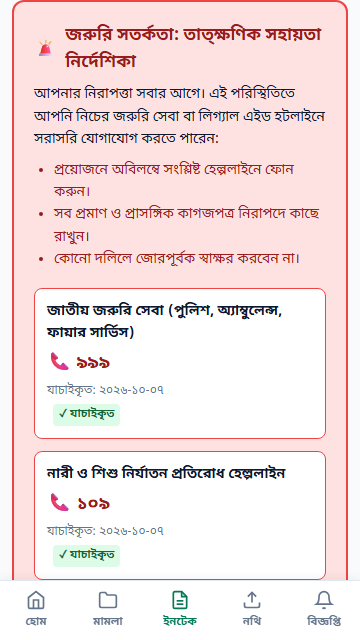 জরুরি সতর্কতা: তাত্ক্ষণিক সহায়তা
নির্দেশিকা
আপনার নিরাপত্তা সবার আগে। এই পরিস্থিতিতে
আপনি নিচের জরুরি সেবা বা লিগ্যাল এইড হটলাইনে
সরাসরি যোগাযোগ করতে পারেন:
• প্রয়োজনে অবিলম্বে সংশ্লিষ্ট হেল্পলাইনে ফোন
করুন।
• সব প্রমাণ ও প্রাসঙ্গিক কাগজপত্র নিরাপদে কাছে
রাখুন।
• কোনো দলিলে জোরপূর্বক স্বাক্ষর করবেন না।
জাতীয় জরুরি সেবা (পুলিশ, অ্যাম্বুলেন্স,
ফায়ার সার্ভিস)
৯৯৯
যাচাইকৃত: ২০২৬-১০-০৭
✓ যাচাইকৃত
নারী ও শিশু নির্যাতন প্রতিরোধ হেল্পলাইন
১০৯
যাচাইকৃত: ২০২৬-১০-০৭
✓ যাচাইকৃত
হোম মামলা ইনটেক নথি বিজ্ঞপ্তি